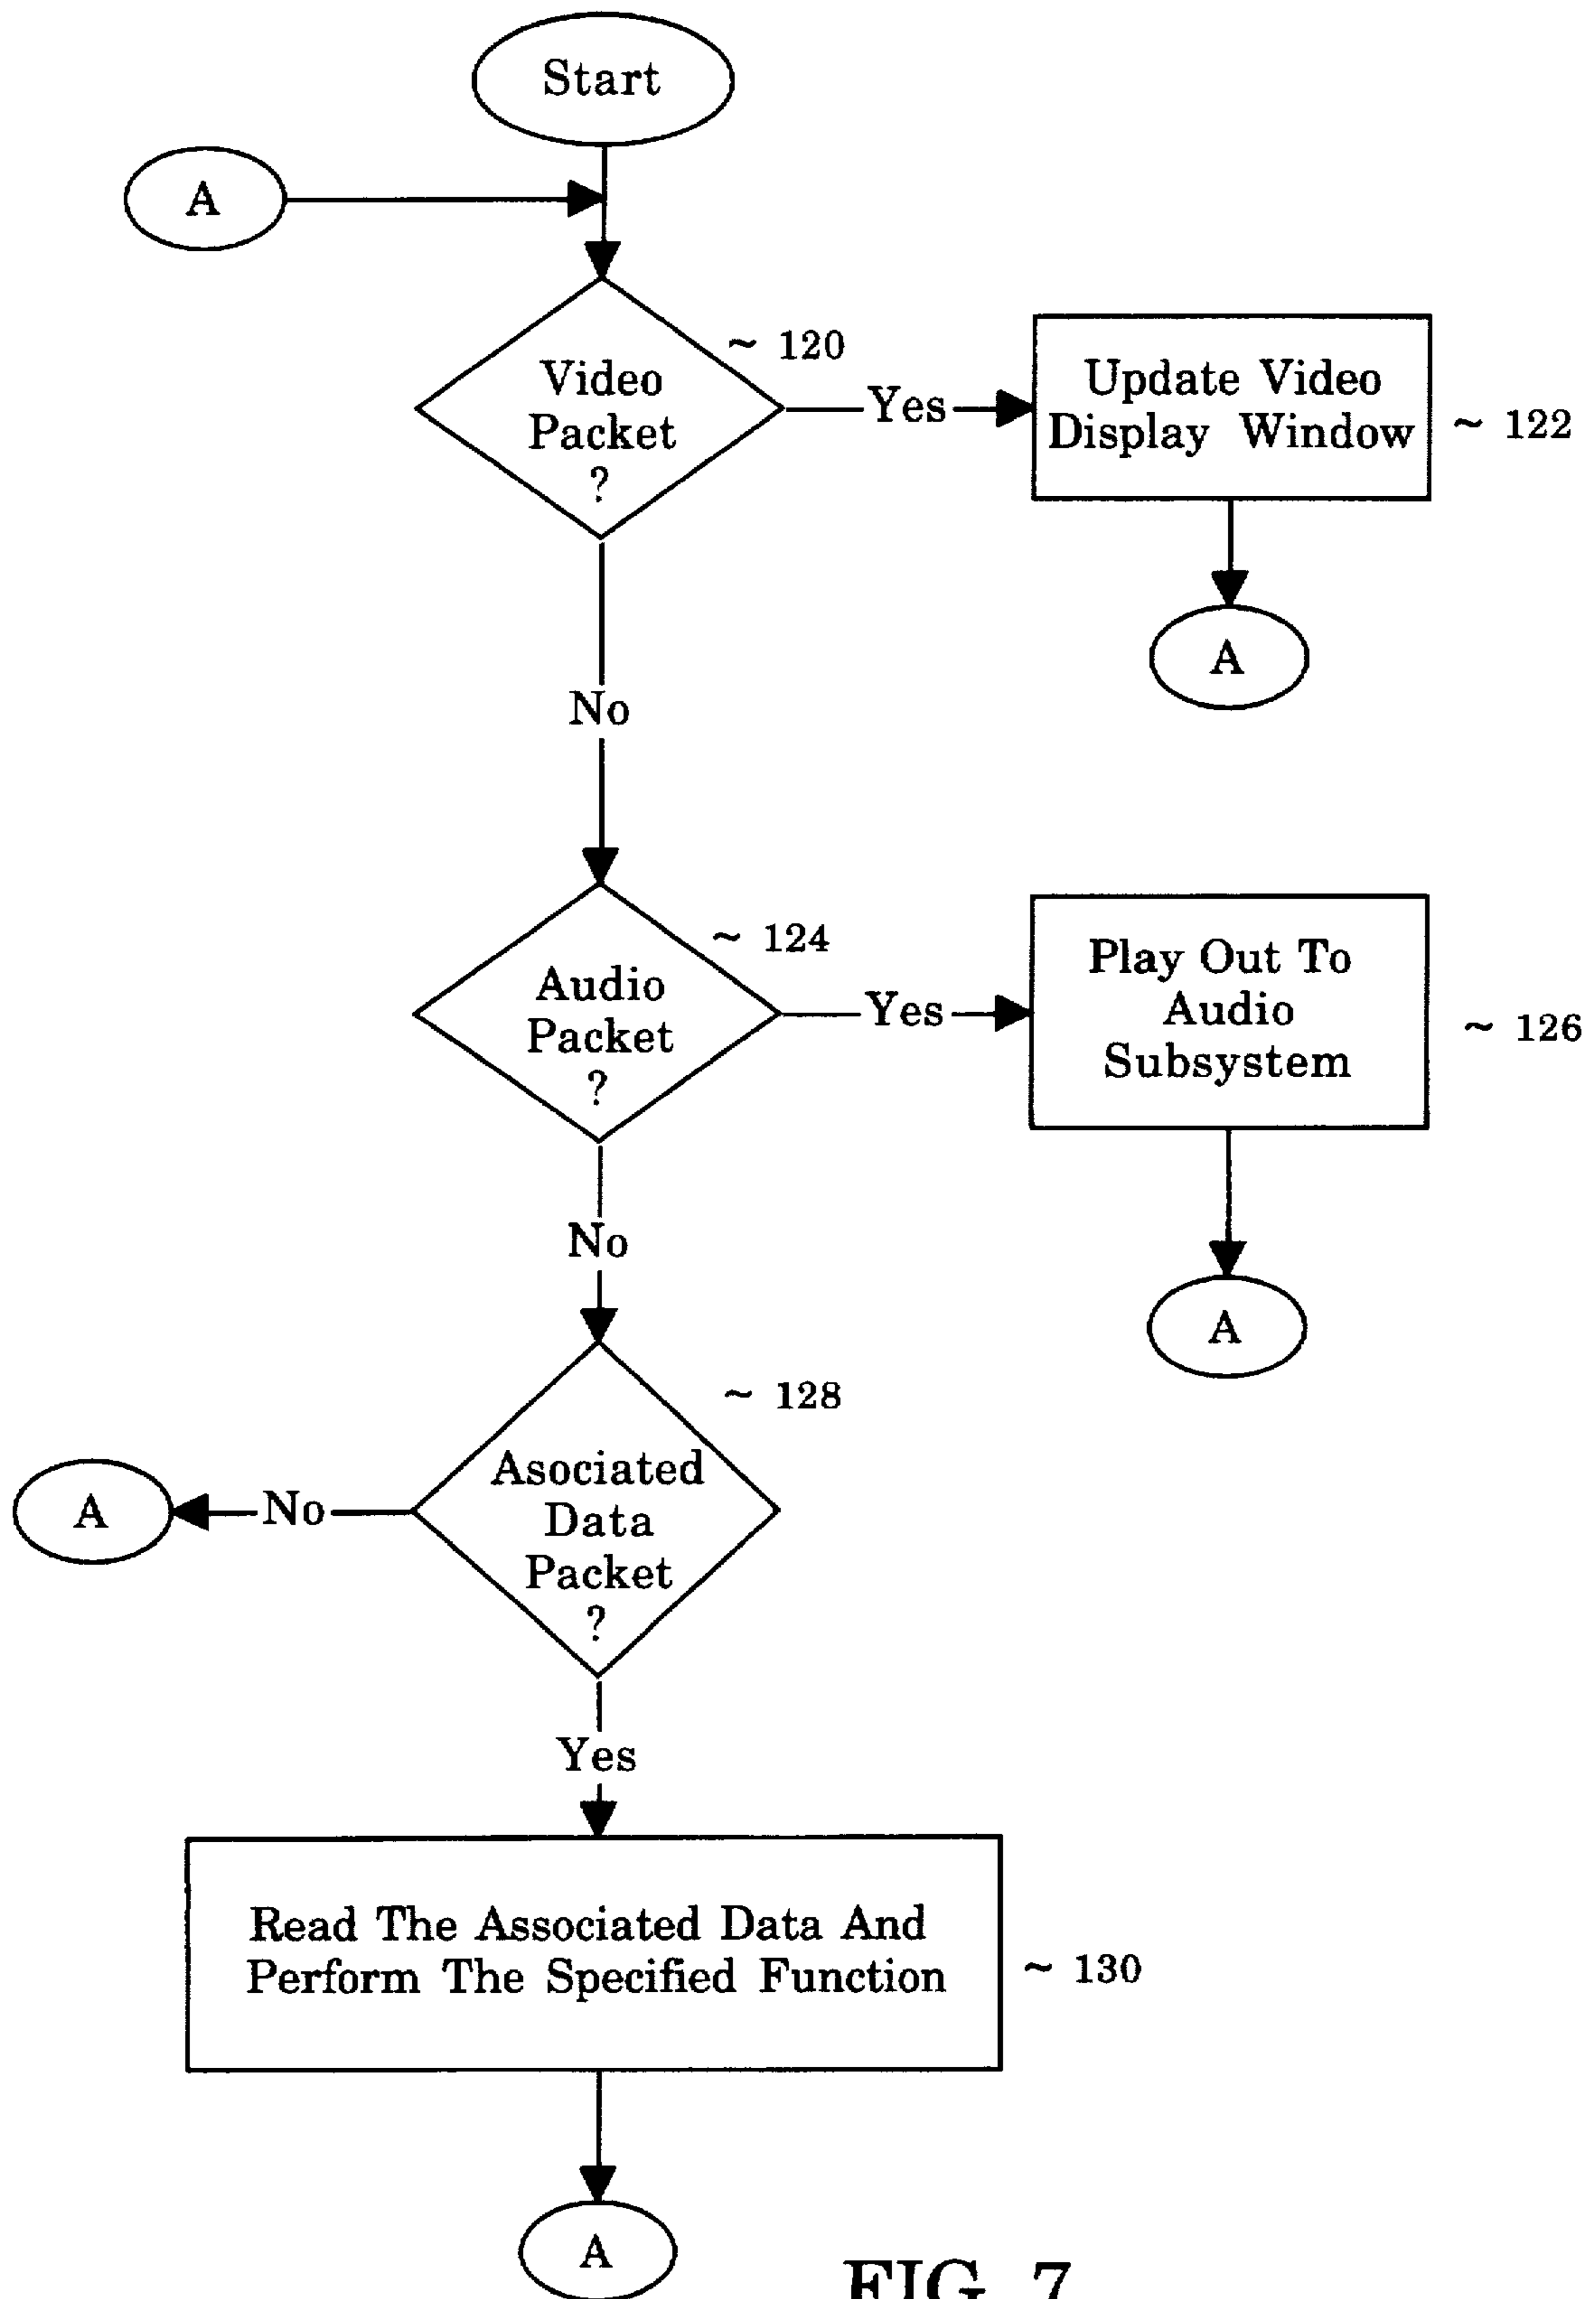 Start
A
~ 120
Video
Packet
?
Yes
Update Video
Display Window
~ 122
A
No
~ 124
Audio
Packet
?
Yes
Play Out To
Audio
Subsystem
~ 126
A
No
~ 128
Asociated
Data
Packet
?
No
A
Yes
Read The Associated Data And
Perform The Specified Function
~ 130
A
FIG. 7